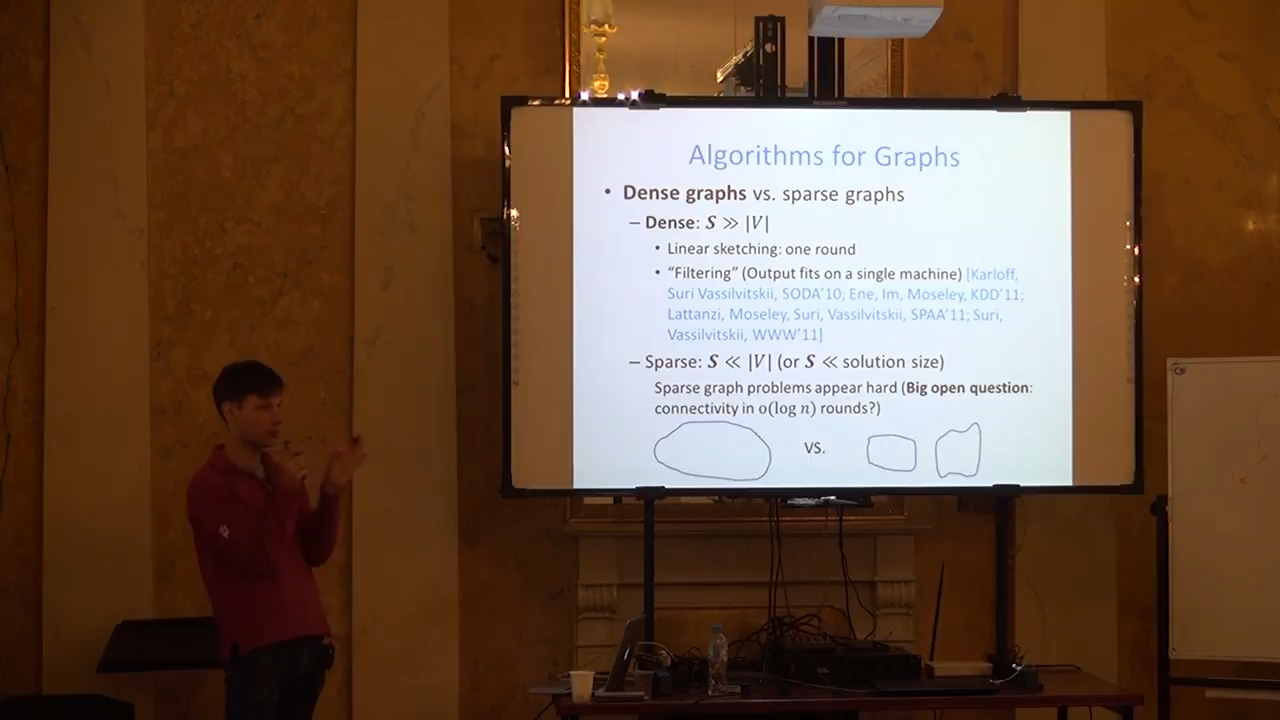 Algorithms for Graphs
• Dense graphs vs. sparse graphs
– Dense: S ≫ |V|
• Linear sketching: one round
• “Filtering” (Output fits on a single machine) [Karloff,
Suri Vassilvitskii, SODA’10; Ene, Im, Moseley, KDD’11;
Lattanzi, Moseley, Suri, Vassilvitskii, SPAA’11; Suri,
Vassilvitskii, WWW’11]
– Sparse: S ≪ |V| (or S ≪ solution size)
Sparse graph problems appear hard (Big open question:
connectivity in o(log n) rounds?)
VS.